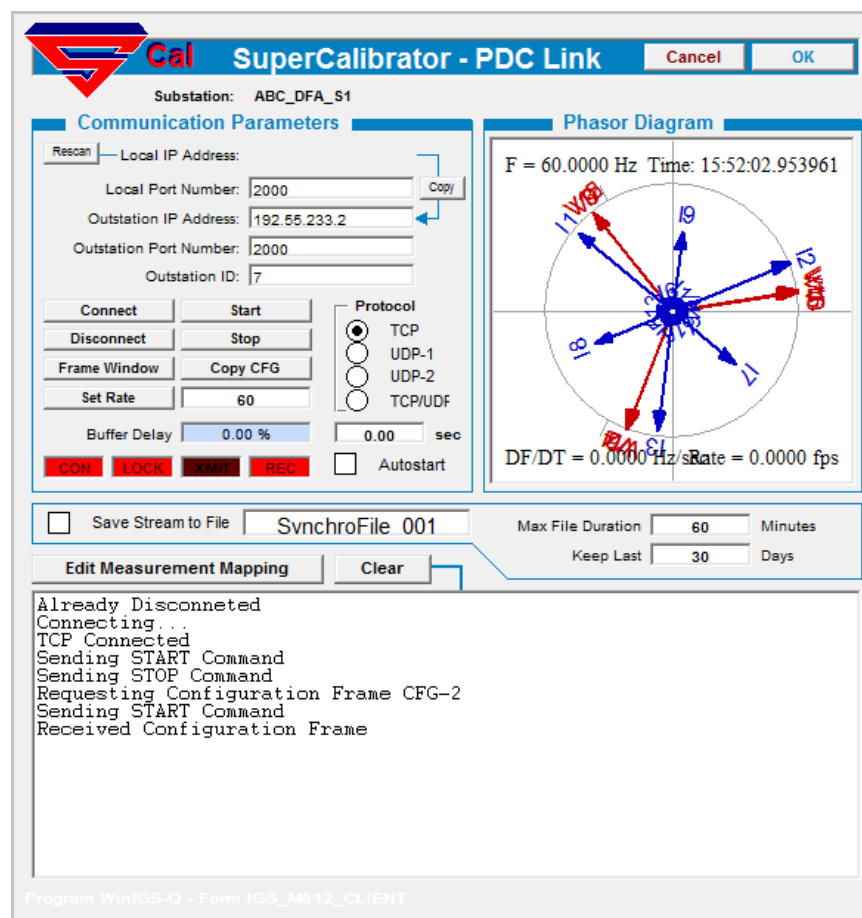 Cal SuperCalibrator - PDC Link Cancel OK
Substation: ABC_DFA_S1
Communication Parameters
Rescan Local IP Address:
Local Port Number: 2000 Copy
Outstation IP Address: 192.55.233.2
Outstation Port Number: 2000
Outstation ID: 7
Connect Start
Disconnect Stop
Frame Window Copy CFG
Set Rate 60
Protocol
TCP
UDP-1
UDP-2
TCP/UDF
Buffer Delay 0.00 % 0.00 sec
CON LOCK XMIT REC Autostart
Phasor Diagram
F = 60.0000 Hz Time: 15:52:02.953961
I1 I9 I2
I8 I7
I3
DF/DT = 0.0000 Hz/sec Rate = 0.0000 fps
Save Stream to File SvnchroFile 001
Max File Duration 60 Minutes
Keep Last 30 Days
Edit Measurement Mapping Clear
Already Disconneted
Connecting...
TCP Connected
Sending START Command
Sending STOP Command
Requesting Configuration Frame CFG-2
Sending START Command
Received Configuration Frame
Program WinIGS-Q - Form IGS_M012_CLIENT